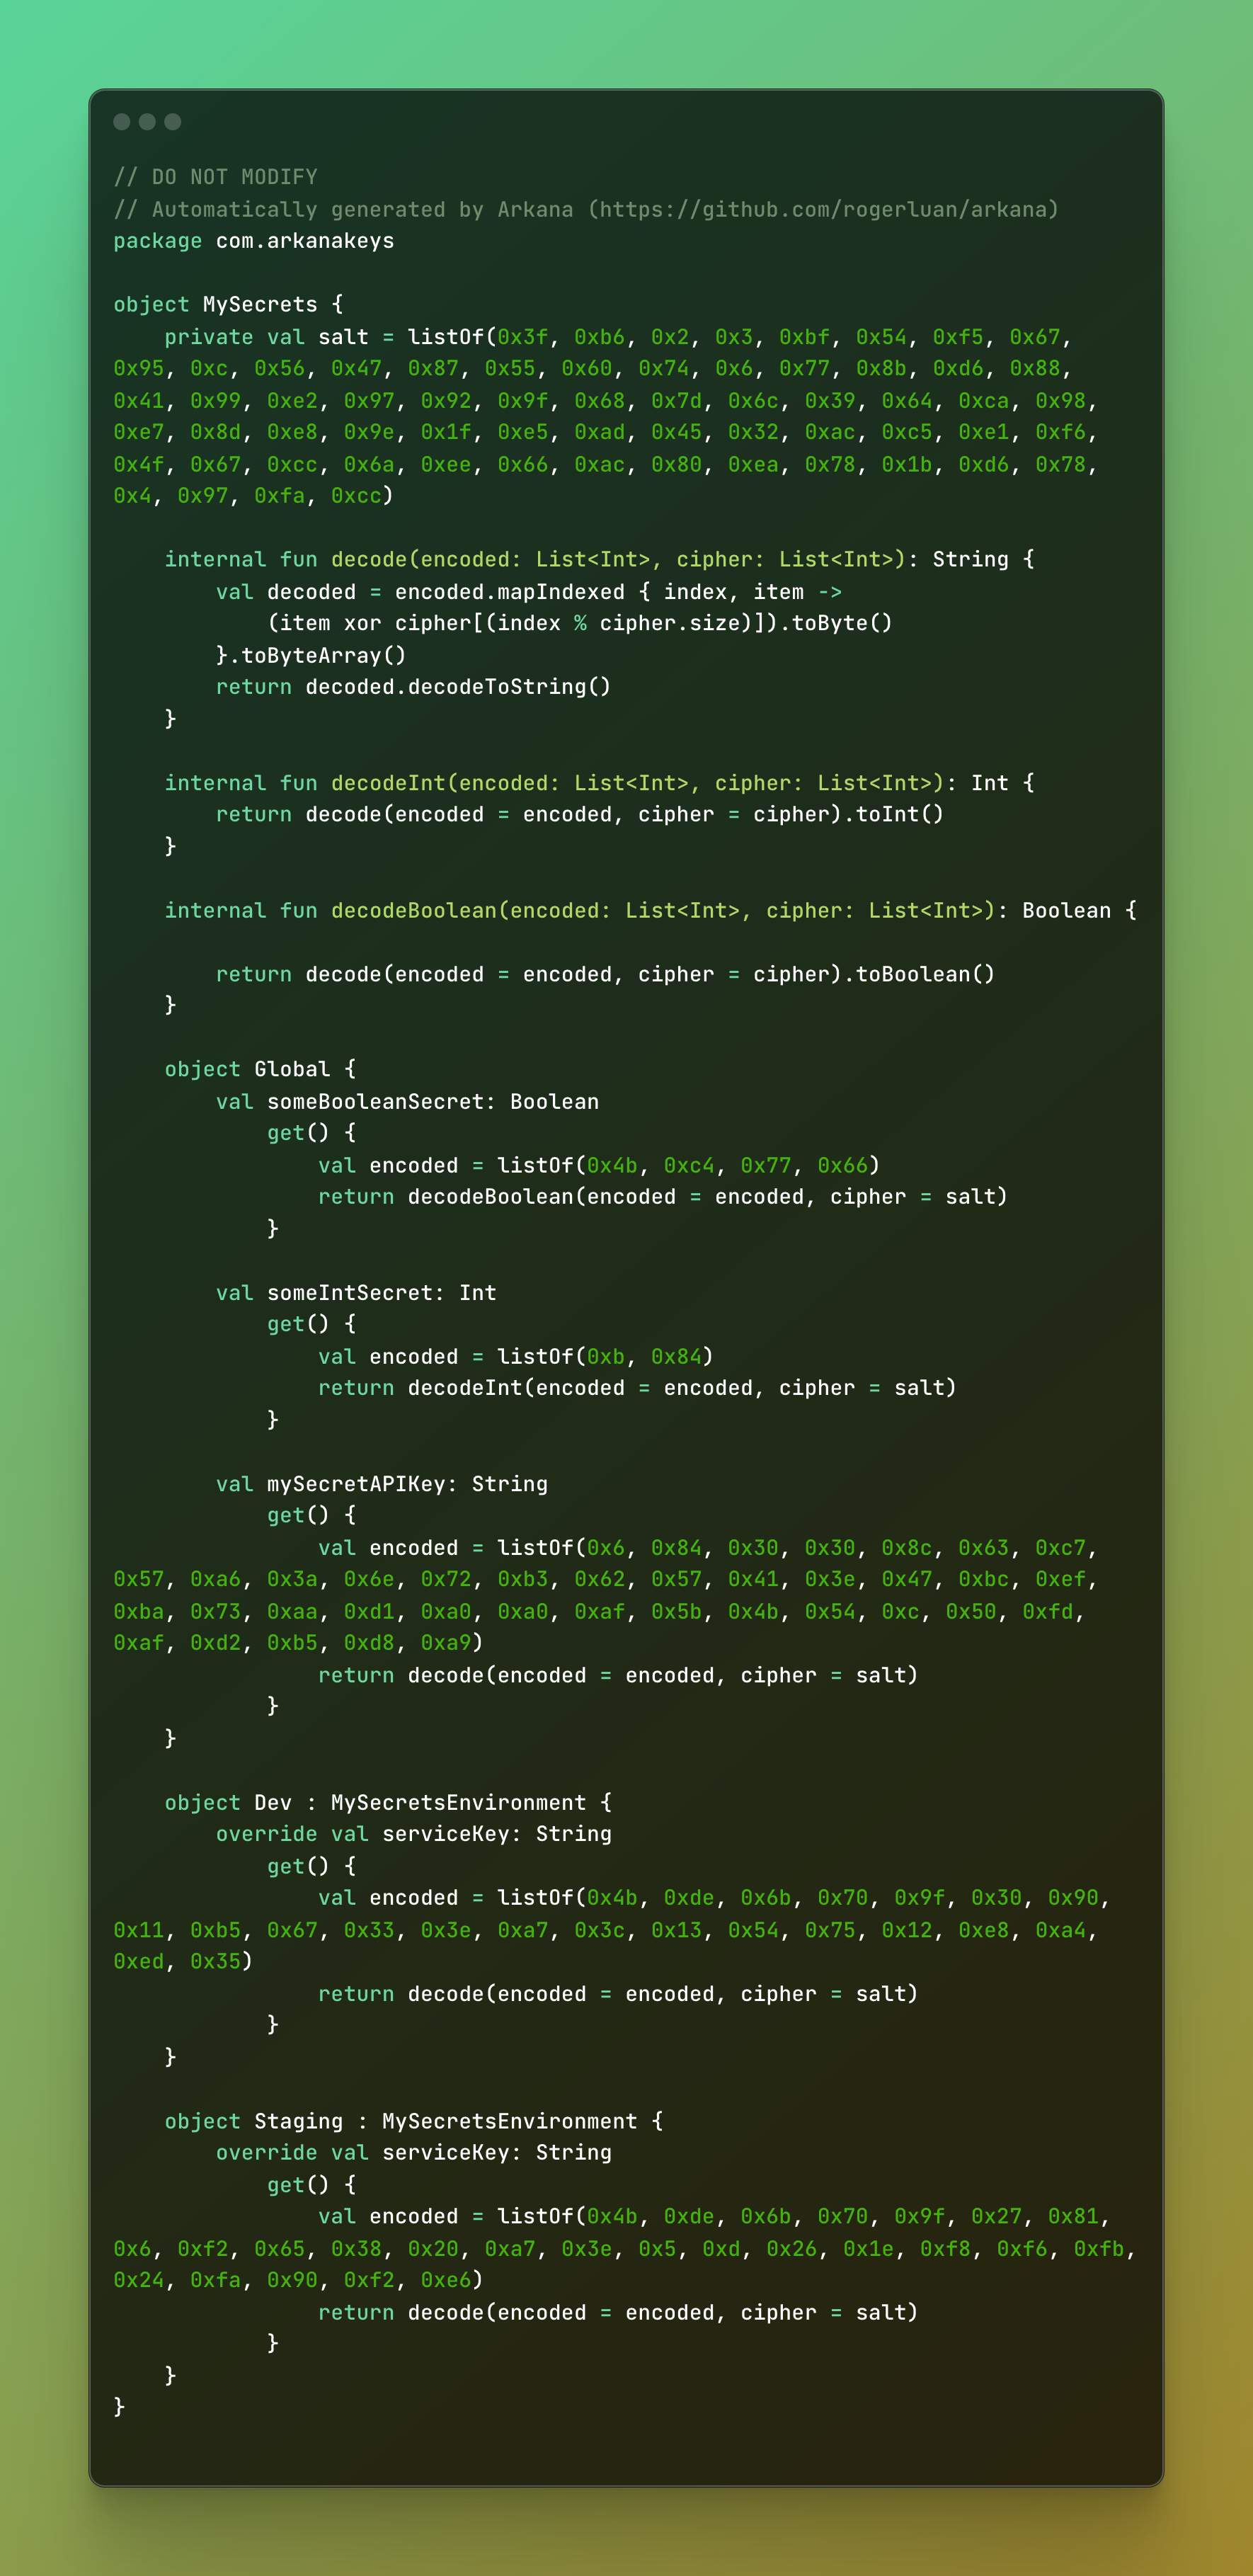 // DO NOT MODIFY
// Automatically generated by Arkana (https://github.com/rogerluan/arkana)
package com.arkanakeys

object MySecrets {
    private val salt = listOf(0x3f, 0xb6, 0x2, 0x3, 0xbf, 0x54, 0xf5, 0x67,
0x95, 0xc, 0x56, 0x47, 0x87, 0x55, 0x60, 0x74, 0x6, 0x77, 0x8b, 0xd6, 0x88,
0x41, 0x99, 0xe2, 0x97, 0x92, 0x9f, 0x68, 0x7d, 0x6c, 0x39, 0x64, 0xca, 0x98,
0xe7, 0x8d, 0xe8, 0x9e, 0x1f, 0xe5, 0xad, 0x45, 0x32, 0xac, 0xc5, 0xe1, 0xf6,
0x4f, 0x67, 0xcc, 0x6a, 0xee, 0x66, 0xac, 0x80, 0xea, 0x78, 0x1b, 0xd6, 0x78,
0x4, 0x97, 0xfa, 0xcc)

    internal fun decode(encoded: List<Int>, cipher: List<Int>): String {
        val decoded = encoded.mapIndexed { index, item ->
            (item xor cipher[(index % cipher.size)]).toByte()
        }.toByteArray()
        return decoded.decodeToString()
    }

    internal fun decodeInt(encoded: List<Int>, cipher: List<Int>): Int {
        return decode(encoded = encoded, cipher = cipher).toInt()
    }

    internal fun decodeBoolean(encoded: List<Int>, cipher: List<Int>): Boolean {

        return decode(encoded = encoded, cipher = cipher).toBoolean()
    }

    object Global {
        val someBooleanSecret: Boolean
            get() {
                val encoded = listOf(0x4b, 0xc4, 0x77, 0x66)
                return decodeBoolean(encoded = encoded, cipher = salt)
            }

        val someIntSecret: Int
            get() {
                val encoded = listOf(0xb, 0x84)
                return decodeInt(encoded = encoded, cipher = salt)
            }

        val mySecretAPIKey: String
            get() {
                val encoded = listOf(0x6, 0x84, 0x30, 0x30, 0x8c, 0x63, 0xc7,
0x57, 0xa6, 0x3a, 0x6e, 0x72, 0xb3, 0x62, 0x57, 0x41, 0x3e, 0x47, 0xbc, 0xef,
0xba, 0x73, 0xaa, 0xd1, 0xa0, 0xa0, 0xaf, 0x5b, 0x4b, 0x54, 0xc, 0x50, 0xfd,
0xaf, 0xd2, 0xb5, 0xd8, 0xa9)
                return decode(encoded = encoded, cipher = salt)
            }
    }

    object Dev : MySecretsEnvironment {
        override val serviceKey: String
            get() {
                val encoded = listOf(0x4b, 0xde, 0x6b, 0x70, 0x9f, 0x30, 0x90,
0x11, 0xb5, 0x67, 0x33, 0x3e, 0xa7, 0x3c, 0x13, 0x54, 0x75, 0x12, 0xe8, 0xa4,
0xed, 0x35)
                return decode(encoded = encoded, cipher = salt)
            }
    }

    object Staging : MySecretsEnvironment {
        override val serviceKey: String
            get() {
                val encoded = listOf(0x4b, 0xde, 0x6b, 0x70, 0x9f, 0x27, 0x81,
0x6, 0xf2, 0x65, 0x38, 0x20, 0xa7, 0x3e, 0x5, 0xd, 0x26, 0x1e, 0xf8, 0xf6, 0xfb,
0x24, 0xfa, 0x90, 0xf2, 0xe6)
                return decode(encoded = encoded, cipher = salt)
            }
    }
}